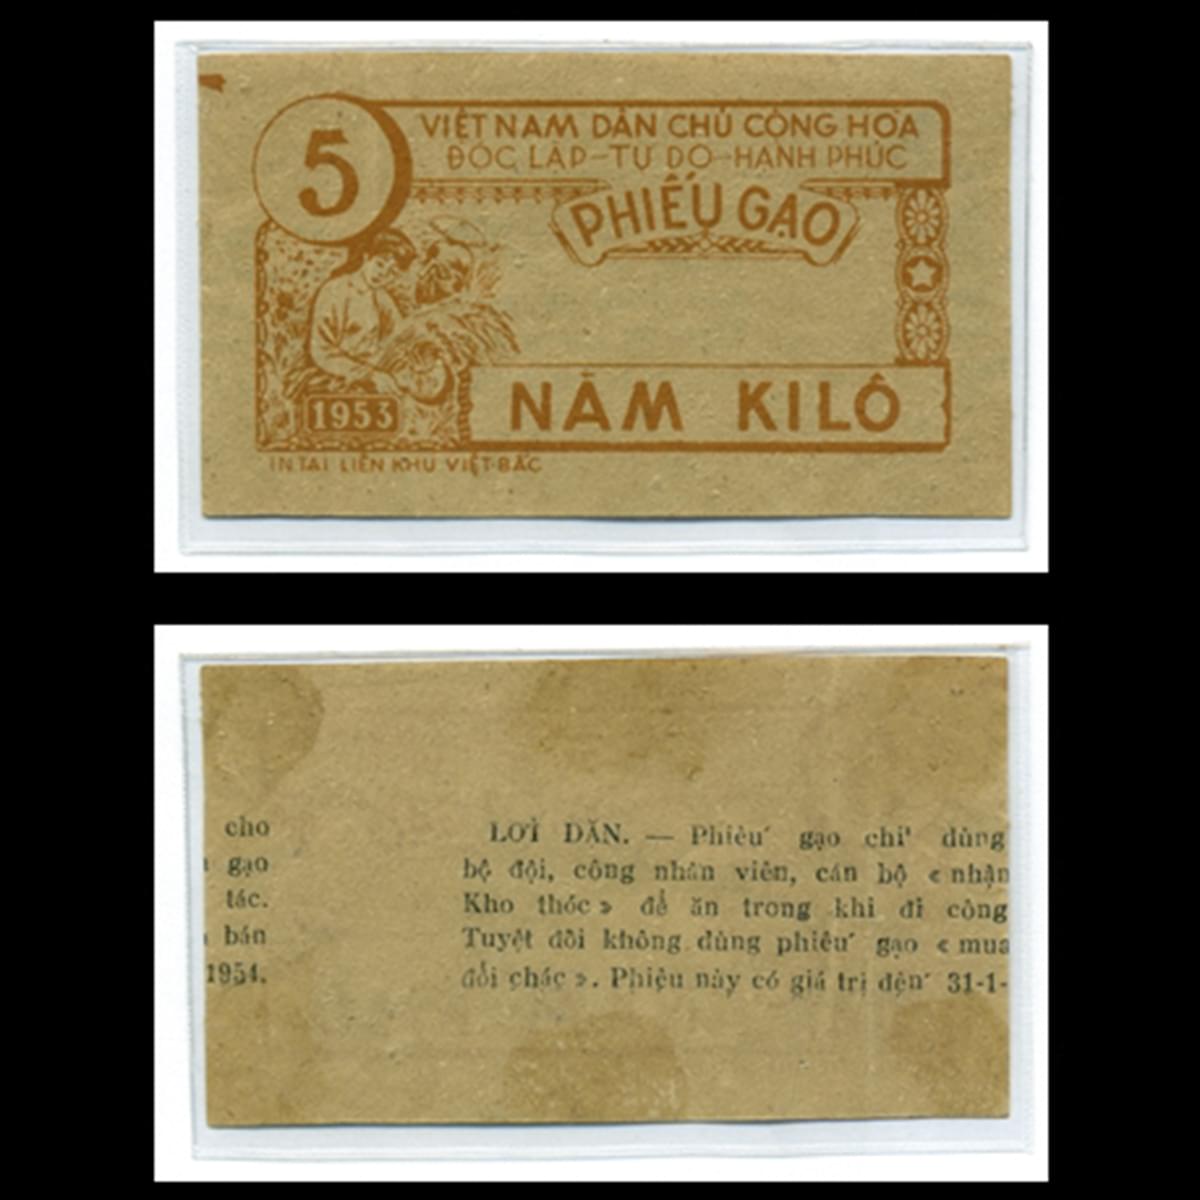 5
VIỆT NAM DÂN CHỦ CỘNG HÒA
ĐỘC LẬP-TỰ DO-HẠNH PHÚC
PHIẾU GẠO
1953
NĂM KILÔ
IN TẠI LIÊN KHU VIỆT-BẮC
cho
gạo
tác.
bán
1954.
LỜI DẶN. — Phiếu gạo chỉ dùng
bộ đội, công nhân viên, cán bộ « nhận
Kho thóc » để ăn trong khi đi công
Tuyệt đối không dùng phiếu gạo « mua
đổi chác ». Phiếu này có giá trị đến 31-1-